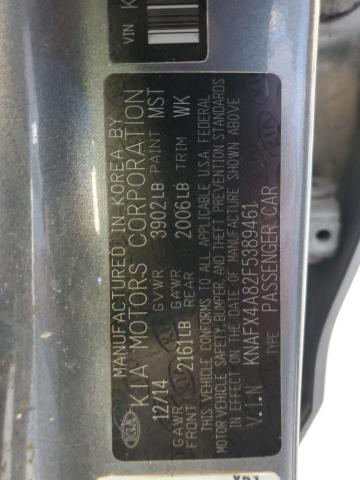 VIN K
MANUFACTURED IN KOREA BY
KIA MOTORS CORPORATION
12/14 GVWR 3902LB PAINT MST
GAWR FRONT 2161LB GAWR REAR 2006LB TRIM WK
THIS VEHICLE CONFORMS TO ALL APPLICABLE U.S.A. FEDERAL
MOTOR VEHICLE SAFETY, BUMPER, AND THEFT PREVENTION STANDARDS
IN EFFECT ON THE DATE OF MANUFACTURE SHOWN ABOVE
V.I.N KNAFX4A82F5389461
PASSENGER CAR
KIA